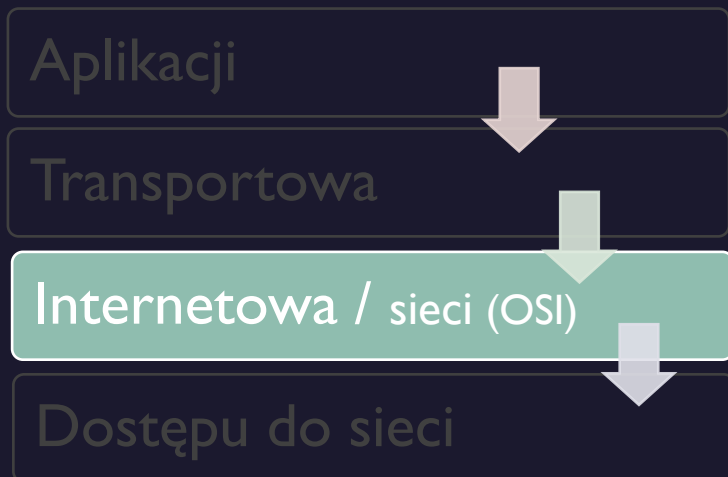 Aplikacji
Transportowa
Internetowa / sieci (OSI)
Dostępu do sieci